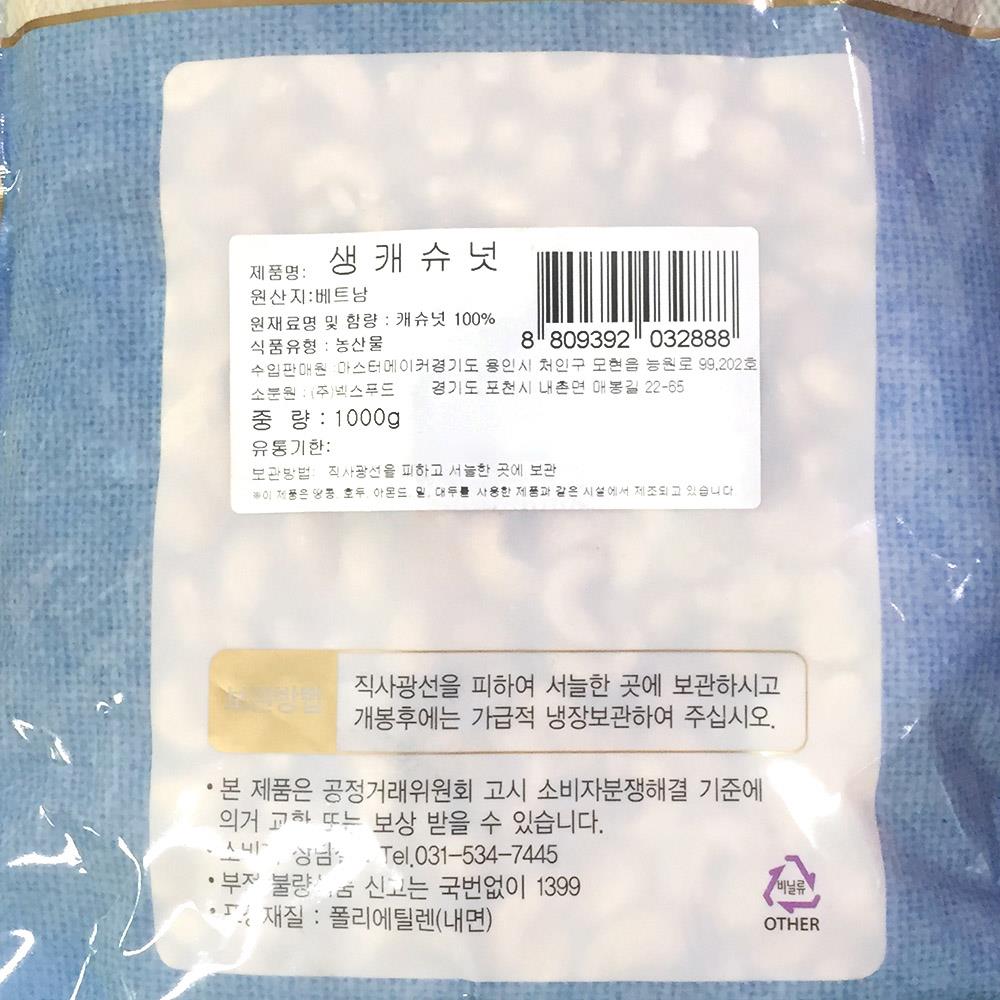 제품명: 생캐슈넛
원산지:베트남
원재료명 및 함량 : 캐슈넛 100%
식품유형 : 농산물
8 809392 032888
수입판매원 :마스터메이커경기도 용인시 처인구 모현읍 능원로 99,202호
소분원 : (주)넥스푸드 경기도 포천시 내촌면 매봉길 22-65
중 량 : 1000g
유통기한:
보관방법: 직사광선을 피하고 서늘한 곳에 보관
※이 제품은 땅콩, 호두, 아몬드, 밀, 대두를 사용한 제품과 같은 시설에서 제조되고 있습니다.
보관방법
직사광선을 피하여 서늘한 곳에 보관하시고
개봉후에는 가급적 냉장보관하여 주십시오.
• 본 제품은 공정거래위원회 고시 소비자분쟁해결 기준에
의거 교환 또는 보상 받을 수 있습니다.
• 소비자 상담실 : Tel.031-534-7445
• 부정 불량식품 신고는 국번없이 1399
• 포장재질 : 폴리에틸렌(내면)
비닐류
OTHER